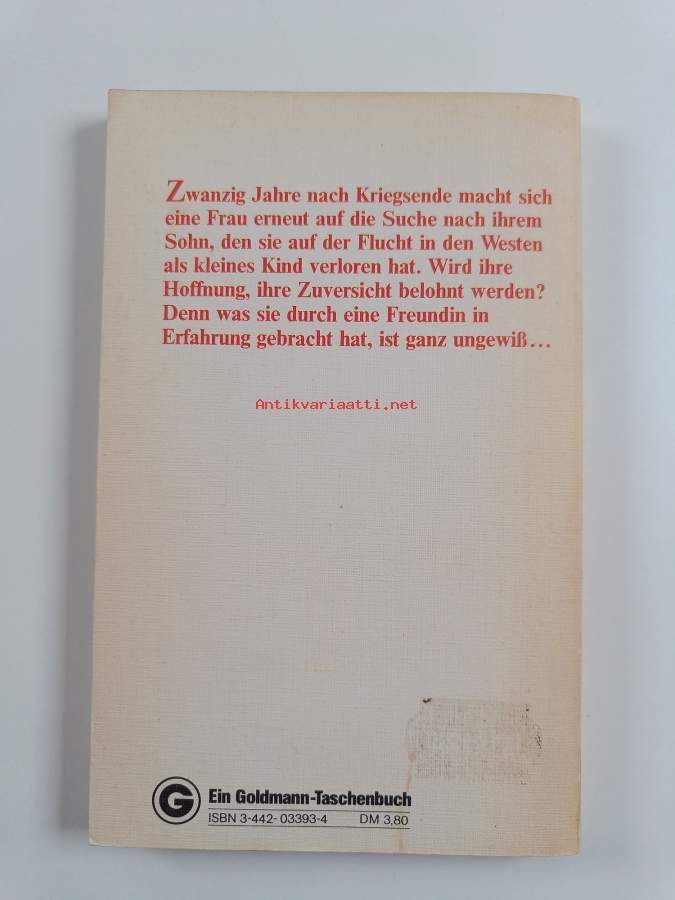 Zwanzig Jahre nach Kriegsende macht sich
eine Frau erneut auf die Suche nach ihrem
Sohn, den sie auf der Flucht in den Westen
als kleines Kind verloren hat. Wird ihre
Hoffnung, ihre Zuversicht belohnt werden?
Denn was sie durch eine Freundin in
Erfahrung gebracht hat, ist ganz ungewiß...
Antikvariaatti.net
G Ein Goldmann-Taschenbuch
ISBN 3-442-03393-4 DM 3,80